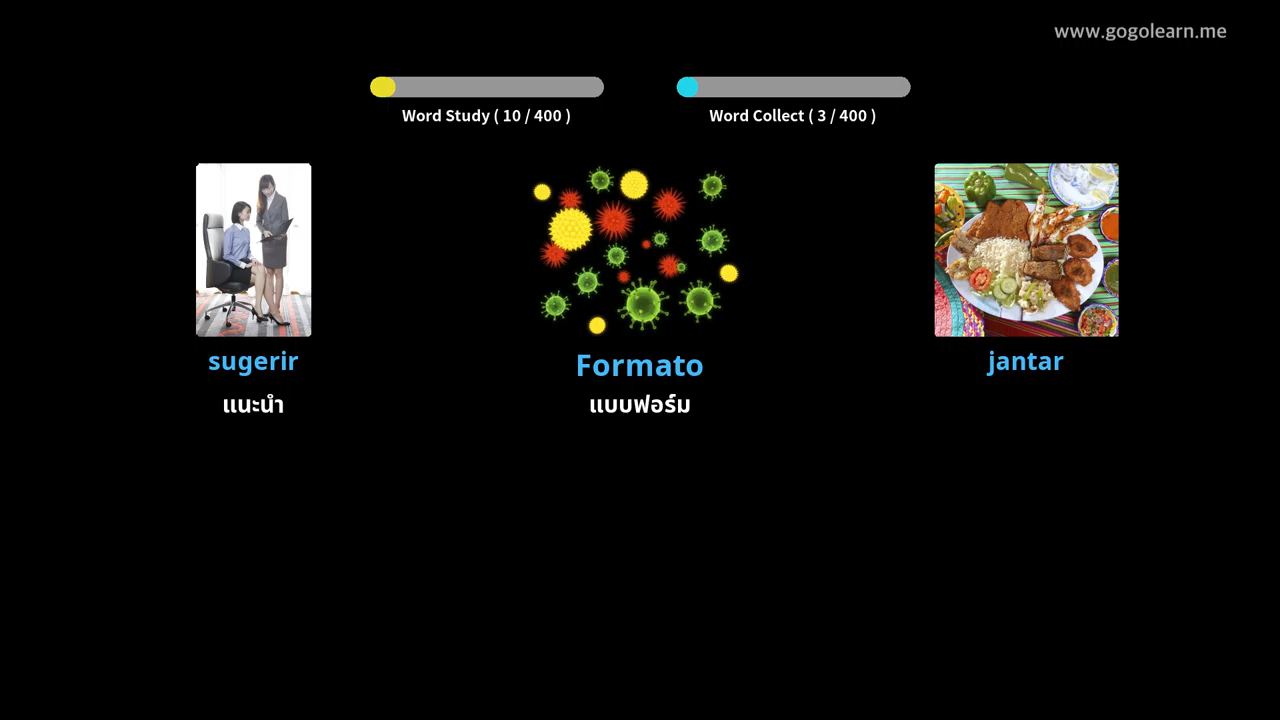 www.gogolearn.me
Word Study ( 10 / 400 )
Word Collect ( 3 / 400 )
sugerir
แนะนำ
Formato
แบบฟอร์ม
jantar